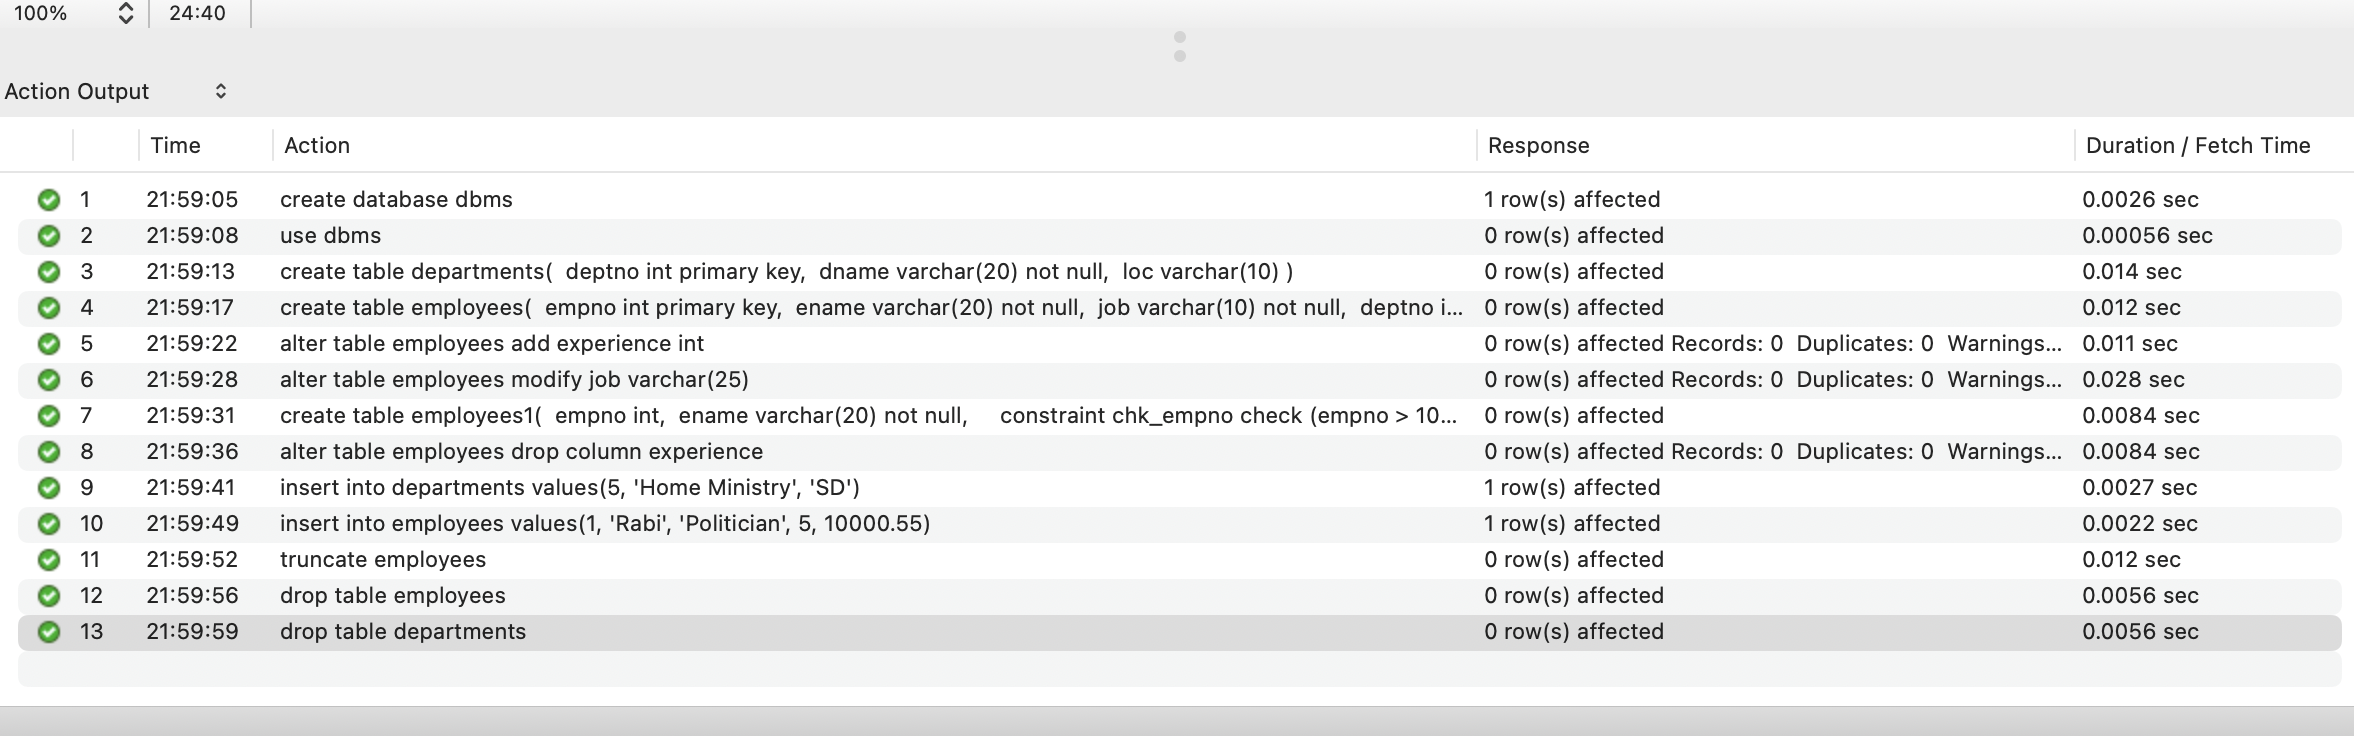 100% 24:40
Action Output
Time Action Response Duration / Fetch Time
1 21:59:05 create database dbms 1 row(s) affected 0.0026 sec
2 21:59:08 use dbms 0 row(s) affected 0.00056 sec
3 21:59:13 create table departments(  deptno int primary key,  dname varchar(20) not null,  loc varchar(10) ) 0 row(s) affected 0.014 sec
4 21:59:17 create table employees(  empno int primary key,  ename varchar(20) not null,  job varchar(10) not null,  deptno i... 0 row(s) affected 0.012 sec
5 21:59:22 alter table employees add experience int 0 row(s) affected Records: 0  Duplicates: 0  Warnings... 0.011 sec
6 21:59:28 alter table employees modify job varchar(25) 0 row(s) affected Records: 0  Duplicates: 0  Warnings... 0.028 sec
7 21:59:31 create table employees1(  empno int,  ename varchar(20) not null,     constraint chk_empno check (empno > 10... 0 row(s) affected 0.0084 sec
8 21:59:36 alter table employees drop column experience 0 row(s) affected Records: 0  Duplicates: 0  Warnings... 0.0084 sec
9 21:59:41 insert into departments values(5, 'Home Ministry', 'SD') 1 row(s) affected 0.0027 sec
10 21:59:49 insert into employees values(1, 'Rabi', 'Politician', 5, 10000.55) 1 row(s) affected 0.0022 sec
11 21:59:52 truncate employees 0 row(s) affected 0.012 sec
12 21:59:56 drop table employees 0 row(s) affected 0.0056 sec
13 21:59:59 drop table departments 0 row(s) affected 0.0056 sec